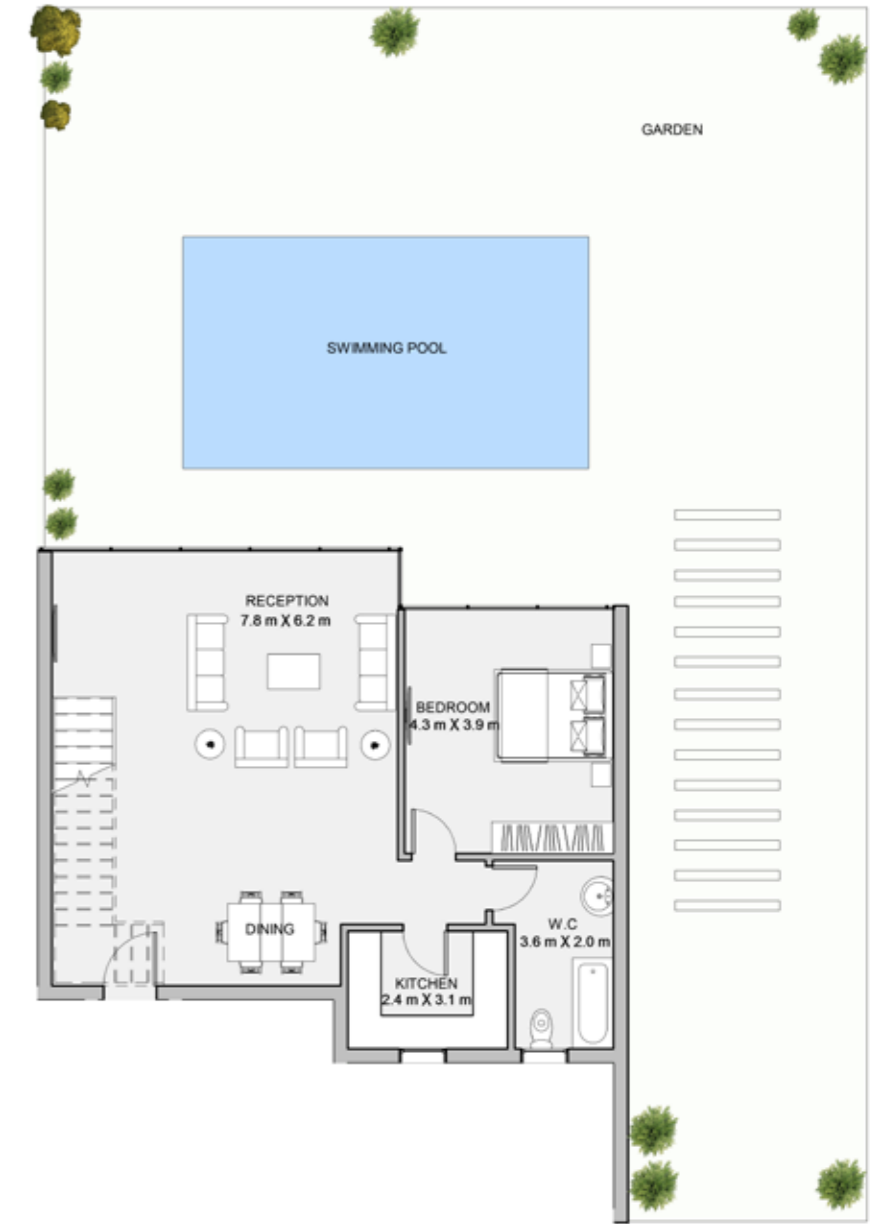 GARDEN
SWIMMING POOL
RECEPTION
7.8 m X 6.2 m
BEDROOM
4.3 m X 3.9 m
DINING
W.C
3.6 m X 2.0 m
KITCHEN
2.4 m X 3.1 m